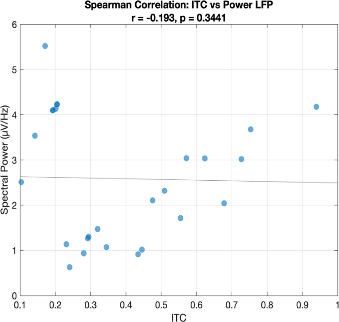 Spearman Correlation: ITC vs Power LFP
r = -0.193, p = 0.3441
Spectral Power (µV/Hz)
6
5
4
3
2
1
0
0.1 0.2 0.3 0.4 0.5 0.6 0.7 0.8 0.9 1
ITC